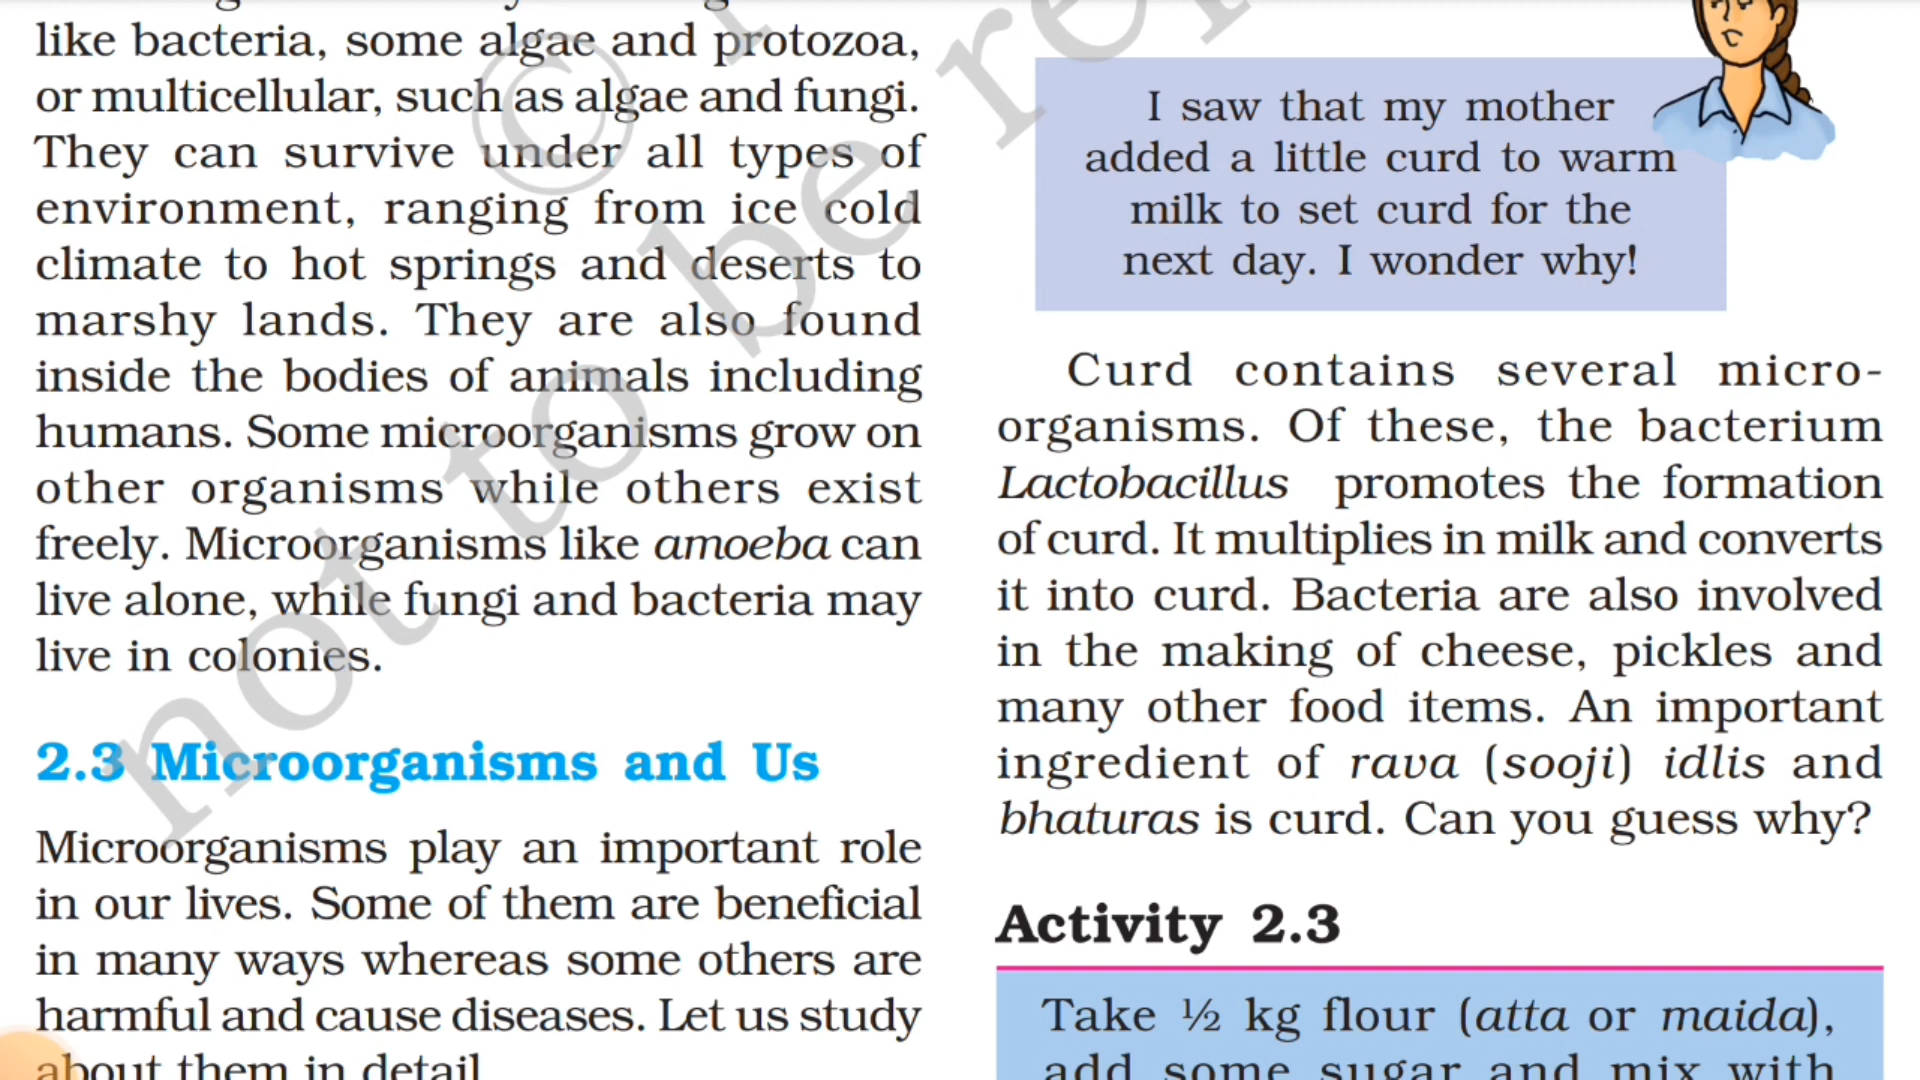 like bacteria, some algae and protozoa,
or multicellular, such as algae and fungi.
They can survive under all types of
environment, ranging from ice cold
climate to hot springs and deserts to
marshy lands. They are also found
inside the bodies of animals including
humans. Some microorganisms grow on
other organisms while others exist
freely. Microorganisms like amoeba can
live alone, while fungi and bacteria may
live in colonies.
2.3 Microorganisms and Us
Microorganisms play an important role
in our lives. Some of them are beneficial
in many ways whereas some others are
harmful and cause diseases. Let us study
about them in detail
I saw that my mother
added a little curd to warm
milk to set curd for the
next day. I wonder why!
Curd contains several micro-
organisms. Of these, the bacterium
Lactobacillus promotes the formation
of curd. It multiplies in milk and converts
it into curd. Bacteria are also involved
in the making of cheese, pickles and
many other food items. An important
ingredient of rava (sooji) idlis and
bhaturas is curd. Can you guess why?
Activity 2.3
Take ½ kg flour (atta or maida),
add some sugar and mix with
©
not to be re